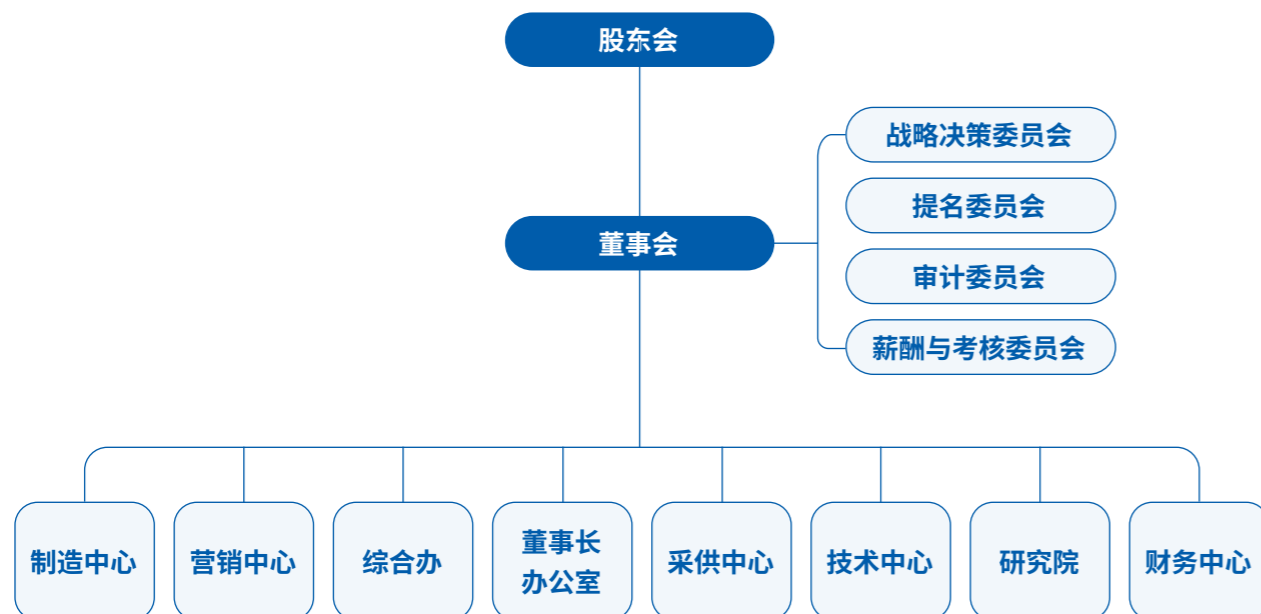 股东会
战略决策委员会
提名委员会
董事会
审计委员会
薪酬与考核委员会
制造中心
营销中心
综合办
董事长
办公室
采供中心
技术中心
研究院
财务中心